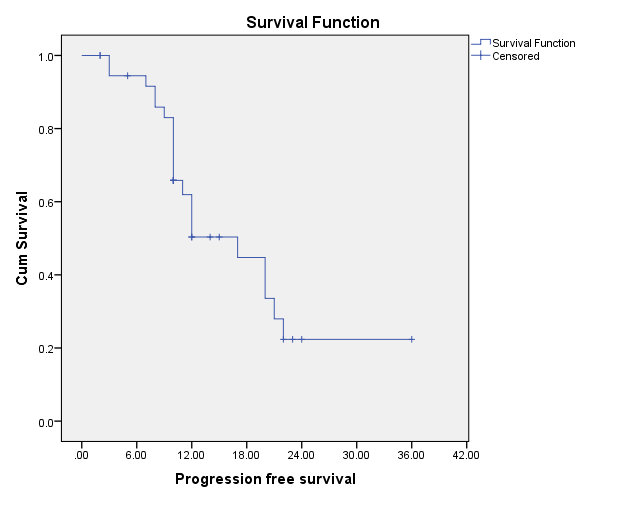 Survival Function
Survival Function
Censored
1.0
0.8
0.6
0.4
0.2
0.0
Cum Survival
.00 6.00 12.00 18.00 24.00 30.00 36.00 42.00
Progression free survival